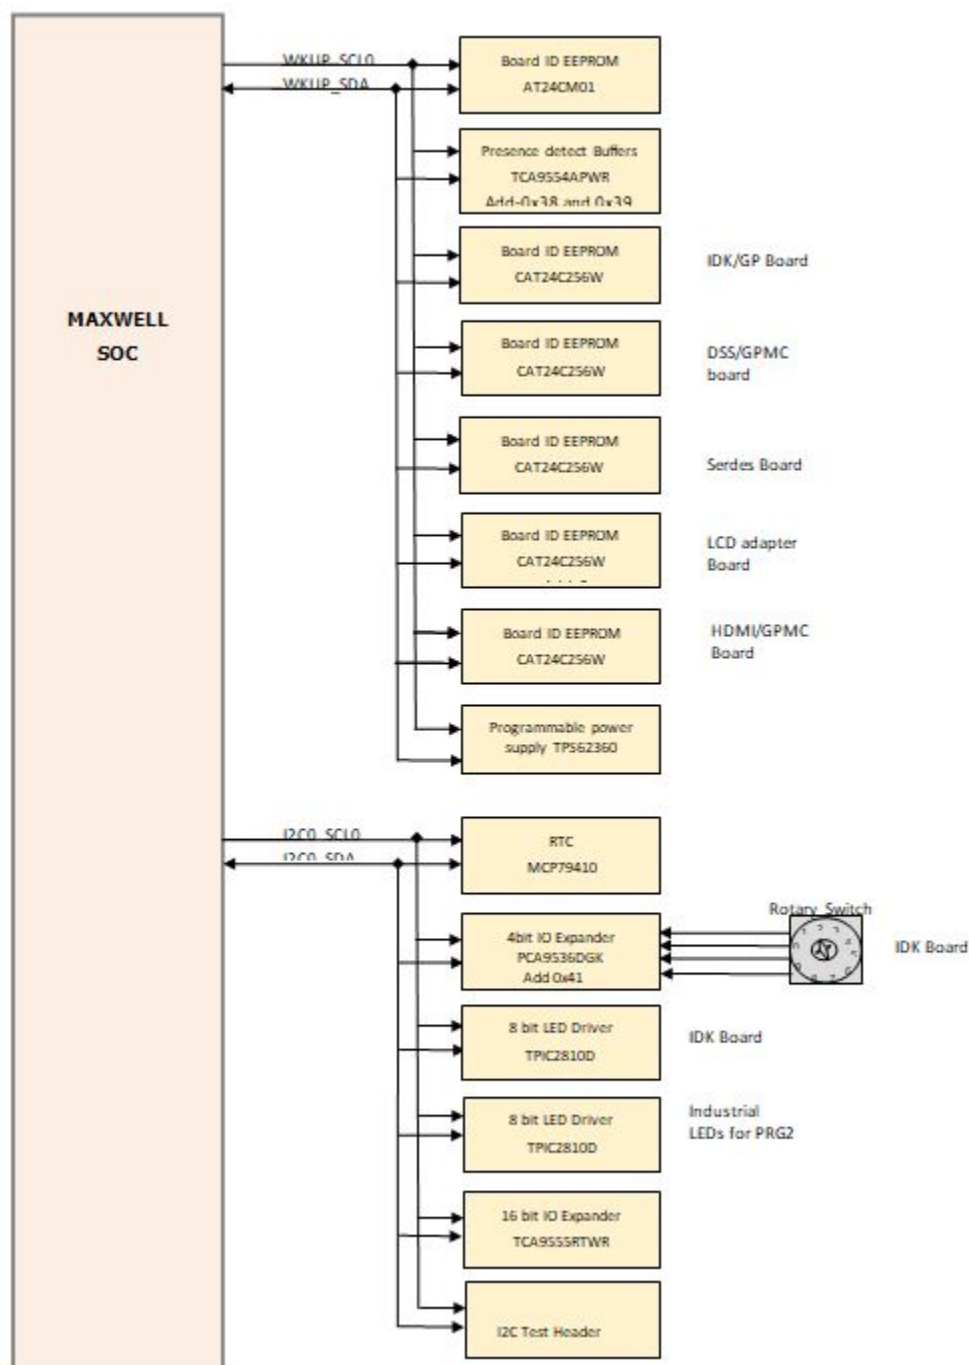 MAXWELL
SOC
WKUP_SCL0
WKUP_SDA
Board ID EEPROM
AT24CM01
Presence detect Buffers
TCA9554APWR
Add-0x38 and 0x39
Board ID EEPROM
CAT24C256W
IDK/GP Board
Board ID EEPROM
CAT24C256W
DSS/GPMC
board
Board ID EEPROM
CAT24C256W
Serdes Board
Board ID EEPROM
CAT24C256W
LCD adapter
Board
Board ID EEPROM
CAT24C256W
HDMI/GPMC
Board
Programmable power
supply TPS62360
I2C0_SCL0
I2C0_SDA
RTC
MCP79410
4bit IO Expander
PCA9536DGK
Add 0x41
Rotary Switch
IDK Board
8 bit LED Driver
TPIC2810D
IDK Board
8 bit LED Driver
TPIC2810D
Industrial
LEDs for PRG2
16 bit IO Expander
TCA9555RTWR
I2C Test Header